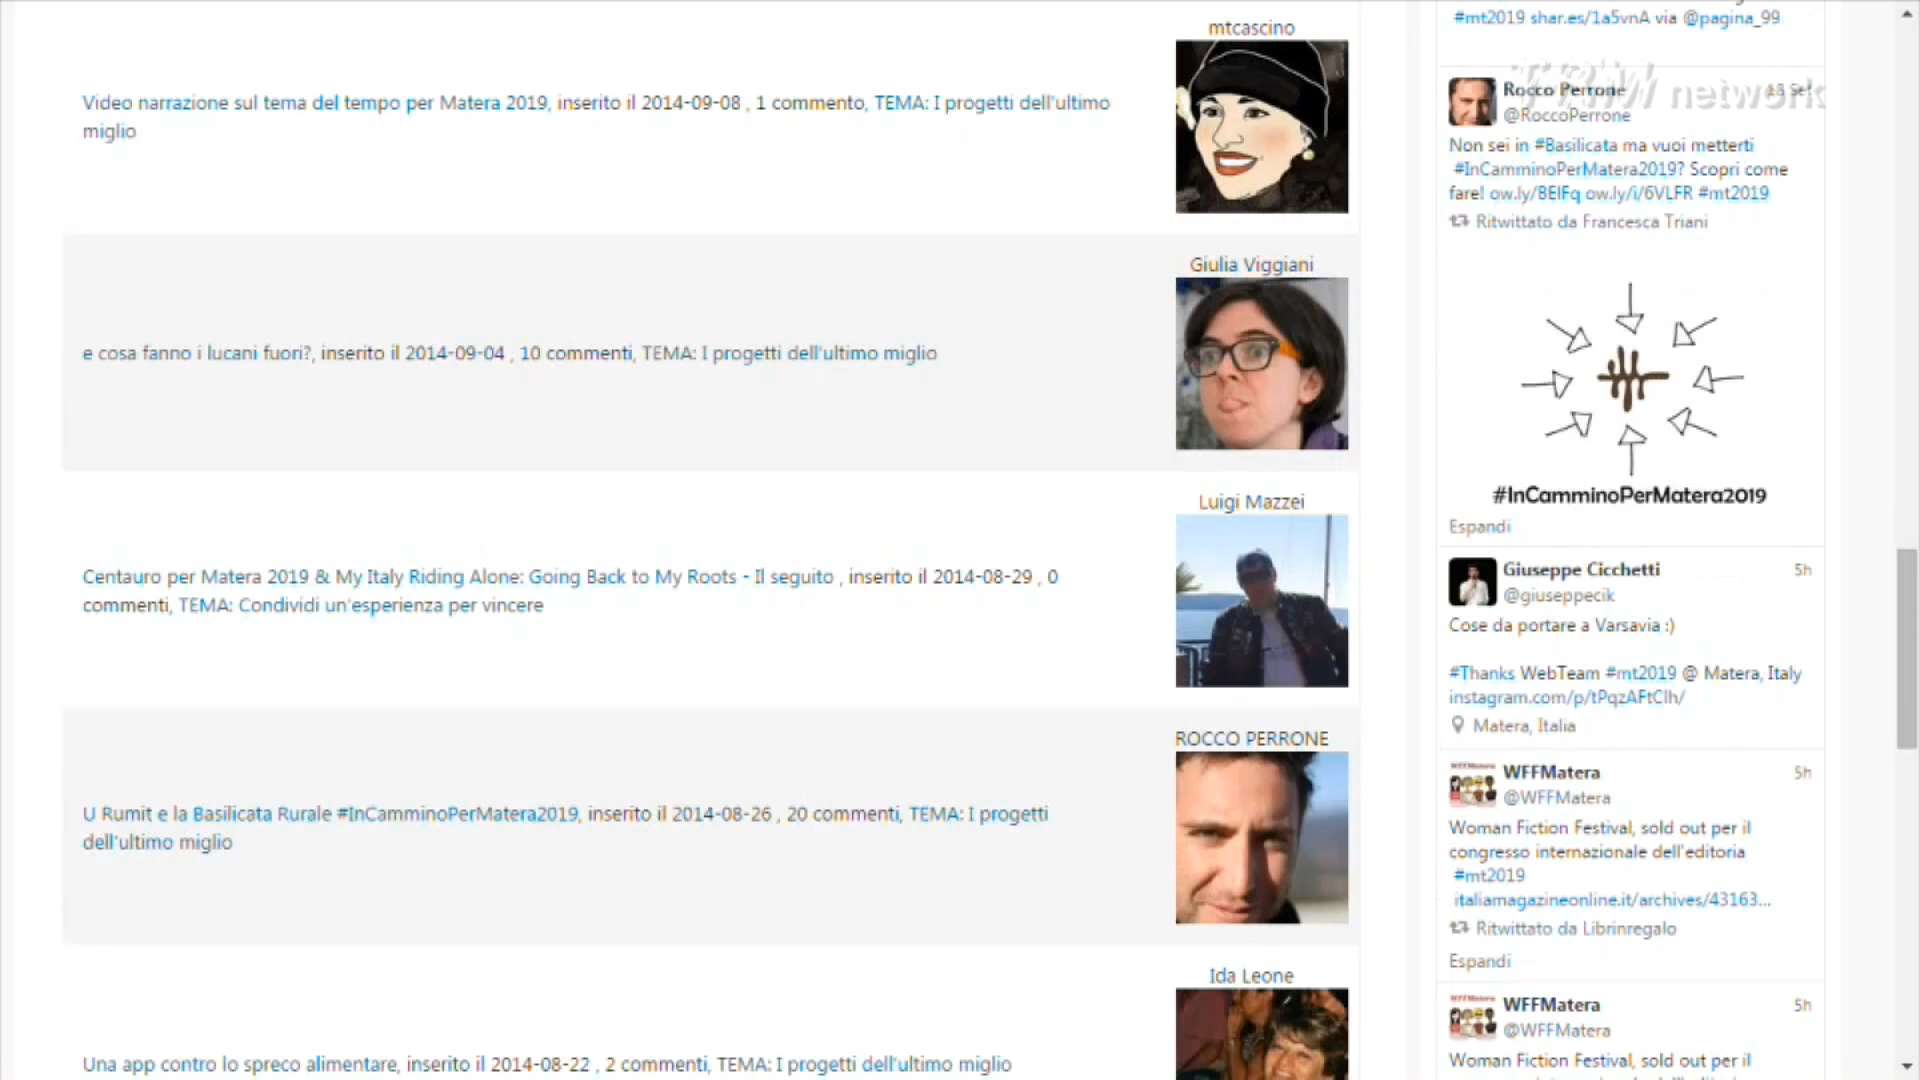 mtcascino
Video narrazione sul tema del tempo per Matera 2019, inserito il 2014-09-08 , 1 commento, TEMA: I progetti dell'ultimo
miglio
Giulia Viggiani
e cosa fanno i lucani fuori?, inserito il 2014-09-04 , 10 commenti, TEMA: I progetti dell'ultimo miglio
Luigi Mazzei
Centauro per Matera 2019 & My Italy Riding Alone: Going Back to My Roots - Il seguito , inserito il 2014-08-29 , 0
commenti, TEMA: Condividi un'esperienza per vincere
ROCCO PERRONE
U Rumit e la Basilicata Rurale #InCamminoPerMatera2019, inserito il 2014-08-26 , 20 commenti, TEMA: I progetti
dell'ultimo miglio
Ida Leone
Una app contro lo spreco alimentare, inserito il 2014-08-22 , 2 commenti, TEMA: I progetti dell'ultimo miglio
#mt2019 shar.es/1a5vnA via @pagina_99
TRM network
Rocco Perrone
@RoccoPerrone
Non sei in #Basilicata ma vuoi metterti
#InCamminoPerMatera2019? Scopri come
fare! ow.ly/BElFq ow.ly/i/6VLFR #mt2019
Ritwittato da Francesca Triani
#InCamminoPerMatera2019
Espandi
Giuseppe Cicchetti 5h
@giuseppecik
Cose da portare a Varsavia :)
#Thanks WebTeam #mt2019 @ Matera, Italy
instagram.com/p/tPqzAFtClh/
Matera, Italia
WFFMatera 5h
@WFFMatera
Woman Fiction Festival, sold out per il
congresso internazionale dell'editoria
#mt2019
italiamagazineonline.it/archives/43163...
Ritwittato da Librinregalo
Espandi
WFFMatera 5h
@WFFMatera
Woman Fiction Festival, sold out per il